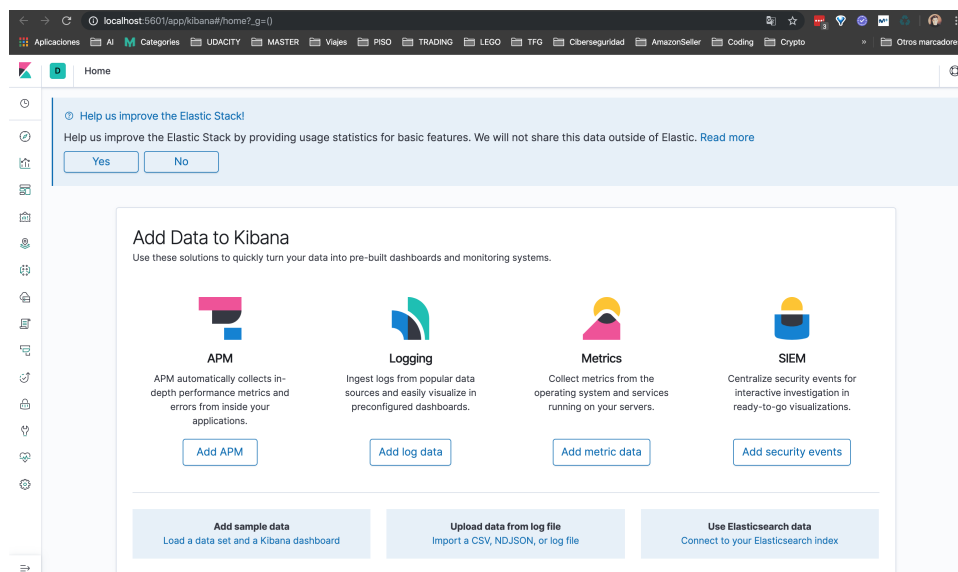 localhost:5601/app/kibana#/home?_g=()
3
Aplicaciones AI Categories UDACITY MASTER Viajes PISO TRADING LEGO TFG Ciberseguridad AmazonSeller Coding Crypto » Otros marcadore
D Home
Help us improve the Elastic Stack!
Help us improve the Elastic Stack by providing usage statistics for basic features. We will not share this data outside of Elastic. Read more
Yes No
Add Data to Kibana
Use these solutions to quickly turn your data into pre-built dashboards and monitoring systems.
APM
APM automatically collects in-
depth performance metrics and
errors from inside your
applications.
Add APM
Logging
Ingest logs from popular data
sources and easily visualize in
preconfigured dashboards.
Add log data
Metrics
Collect metrics from the
operating system and services
running on your servers.
Add metric data
SIEM
Centralize security events for
interactive investigation in
ready-to-go visualizations.
Add security events
Add sample data
Load a data set and a Kibana dashboard
Upload data from log file
Import a CSV, NDJSON, or log file
Use Elasticsearch data
Connect to your Elasticsearch index